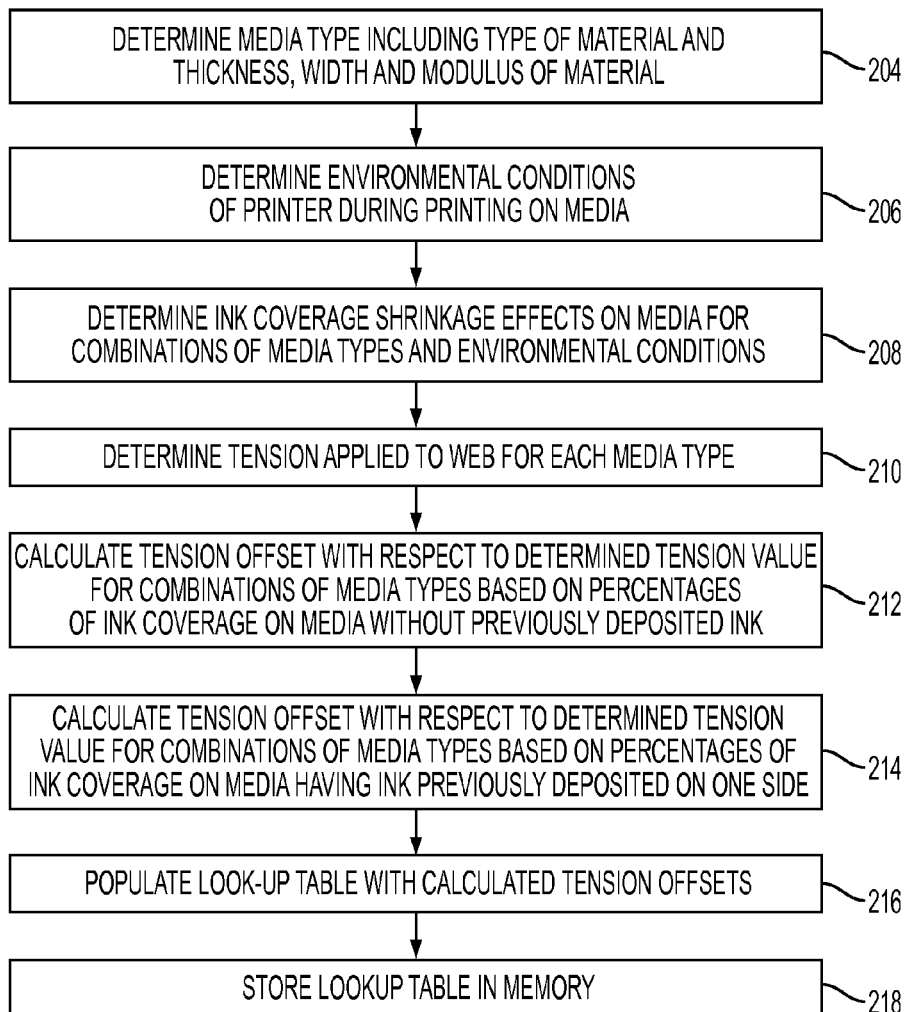 DETERMINE MEDIA TYPE INCLUDING TYPE OF MATERIAL AND
THICKNESS, WIDTH AND MODULUS OF MATERIAL
204
DETERMINE ENVIRONMENTAL CONDITIONS
OF PRINTER DURING PRINTING ON MEDIA
206
DETERMINE INK COVERAGE SHRINKAGE EFFECTS ON MEDIA FOR
COMBINATIONS OF MEDIA TYPES AND ENVIRONMENTAL CONDITIONS
208
DETERMINE TENSION APPLIED TO WEB FOR EACH MEDIA TYPE
210
CALCULATE TENSION OFFSET WITH RESPECT TO DETERMINED TENSION VALUE
FOR COMBINATIONS OF MEDIA TYPES BASED ON PERCENTAGES
OF INK COVERAGE ON MEDIA WITHOUT PREVIOUSLY DEPOSITED INK
212
CALCULATE TENSION OFFSET WITH RESPECT TO DETERMINED TENSION
VALUE FOR COMBINATIONS OF MEDIA TYPES BASED ON PERCENTAGES OF
INK COVERAGE ON MEDIA HAVING INK PREVIOUSLY DEPOSITED ON ONE SIDE
214
POPULATE LOOK-UP TABLE WITH CALCULATED TENSION OFFSETS
216
STORE LOOKUP TABLE IN MEMORY
218